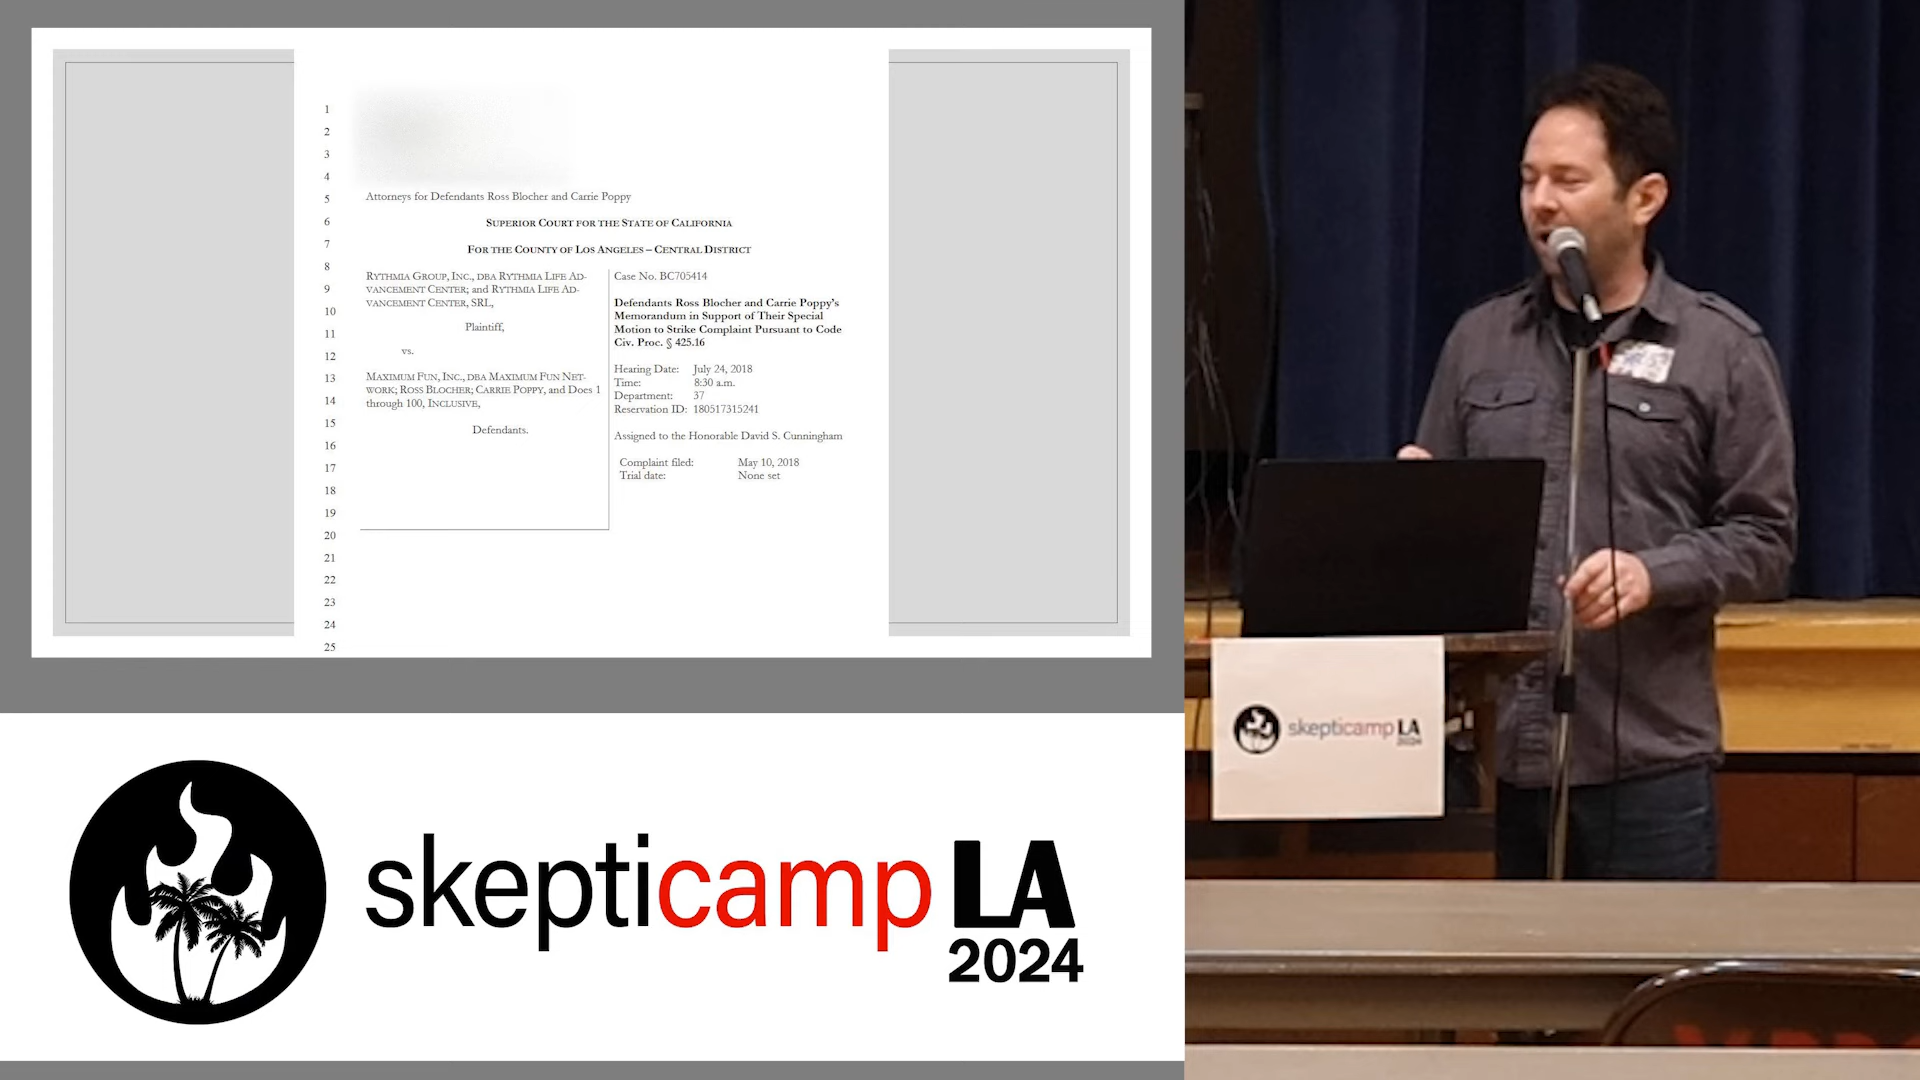 1
2
3
4
5 Attorneys for Defendants Ross Blocher and Carrie Poppy
6 SUPERIOR COURT FOR THE STATE OF CALIFORNIA
7 FOR THE COUNTY OF LOS ANGELES – CENTRAL DISTRICT
8
9
10
11
12
13
14
15
16
17
18
19
20
21
22
23
24
25
RYTHMIA GROUP, INC., DBA RYTHMIA LIFE AD-
VANCEMENT CENTER; and RYTHMIA LIFE AD-
VANCEMENT CENTER, SRL,
Plaintiff,
vs.
MAXIMUM FUN, INC., DBA MAXIMUM FUN NET-
WORK; ROSS BLOCHER; CARRIE POPPY, and Does 1
through 100, INCLUSIVE,
Defendants.
Case No. BC705414
Defendants Ross Blocher and Carrie Poppy's
Memorandum in Support of Their Special
Motion to Strike Complaint Pursuant to Code
Civ. Proc. § 425.16
Hearing Date: July 24, 2018
Time: 8:30 a.m.
Department: 37
Reservation ID: 180517315241
Assigned to the Honorable David S. Cunningham
Complaint filed: May 10, 2018
Trial date: None set
skepticamp LA
2024
skepticamp LA
2024